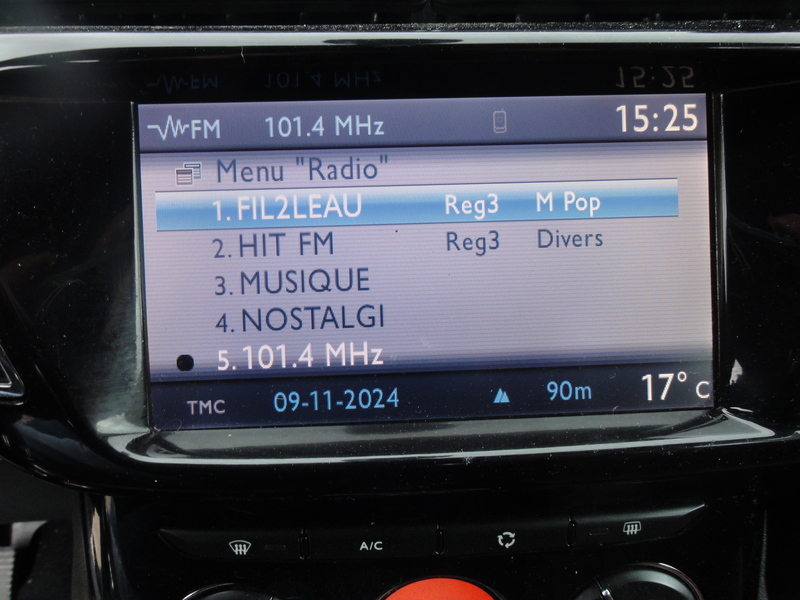 FM 101.4 MHz 15:25
Menu "Radio"
1. FIL2LEAU Reg3 M Pop
2. HIT FM Reg3 Divers
3. MUSIQUE
4. NOSTALGI
5. 101.4 MHz
TMC 09-11-2024 90m 17° C
A/C